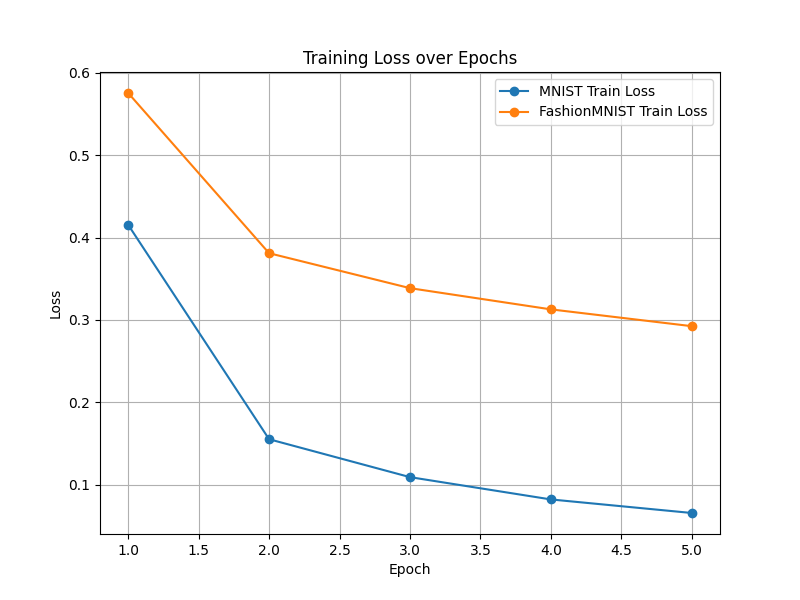 Training Loss over Epochs
MNIST Train Loss
FashionMNIST Train Loss
0.6
0.5
0.4
0.3
0.2
0.1
Loss
1.0 1.5 2.0 2.5 3.0 3.5 4.0 4.5 5.0
Epoch